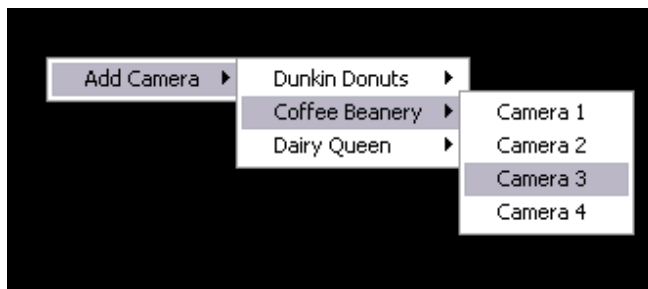 Add Camera
Dunkin Donuts
Coffee Beanery
Dairy Queen
Camera 1
Camera 2
Camera 3
Camera 4